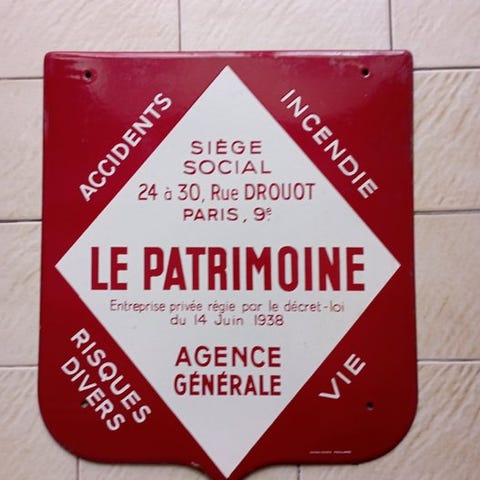 ACCIDENTS
INCENDIE
SIÈGE
SOCIAL
24 à 30, Rue DROUOT
PARIS, 9e
LE PATRIMOINE
Entreprise privée régie par le décret-loi
du 14 Juin 1938
AGENCE
GÉNÉRALE
RISQUES
DIVERS
VIE